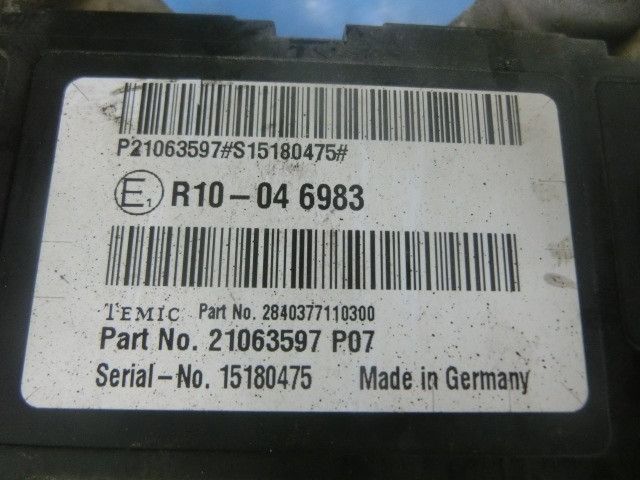 P21063597#S15180475#
E1 R10-04 6983
TEMIC Part No. 2840377110300
Part No. 21063597 P07
Serial-No. 15180475 Made in Germany